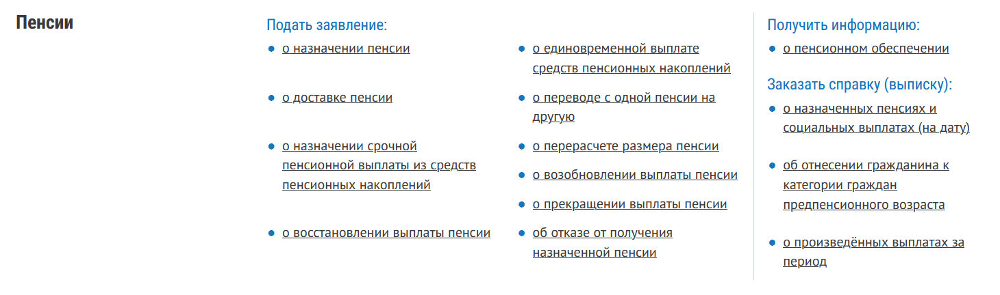 Пенсии
Подать заявление:
о назначении пенсии
о доставке пенсии
о назначении срочной
пенсионной выплаты из средств
пенсионных накоплений
о восстановлении выплаты пенсии
о единовременной выплате
средств пенсионных накоплений
о переводе с одной пенсии на
другую
о перерасчете размера пенсии
о возобновлении выплаты пенсии
о прекращении выплаты пенсии
об отказе от получения
назначенной пенсии
Получить информацию:
о пенсионном обеспечении
Заказать справку (выписку):
о назначенных пенсиях и
социальных выплатах (на дату)
об отнесении гражданина к
категории граждан
предпенсионного возраста
о произведённых выплатах за
период